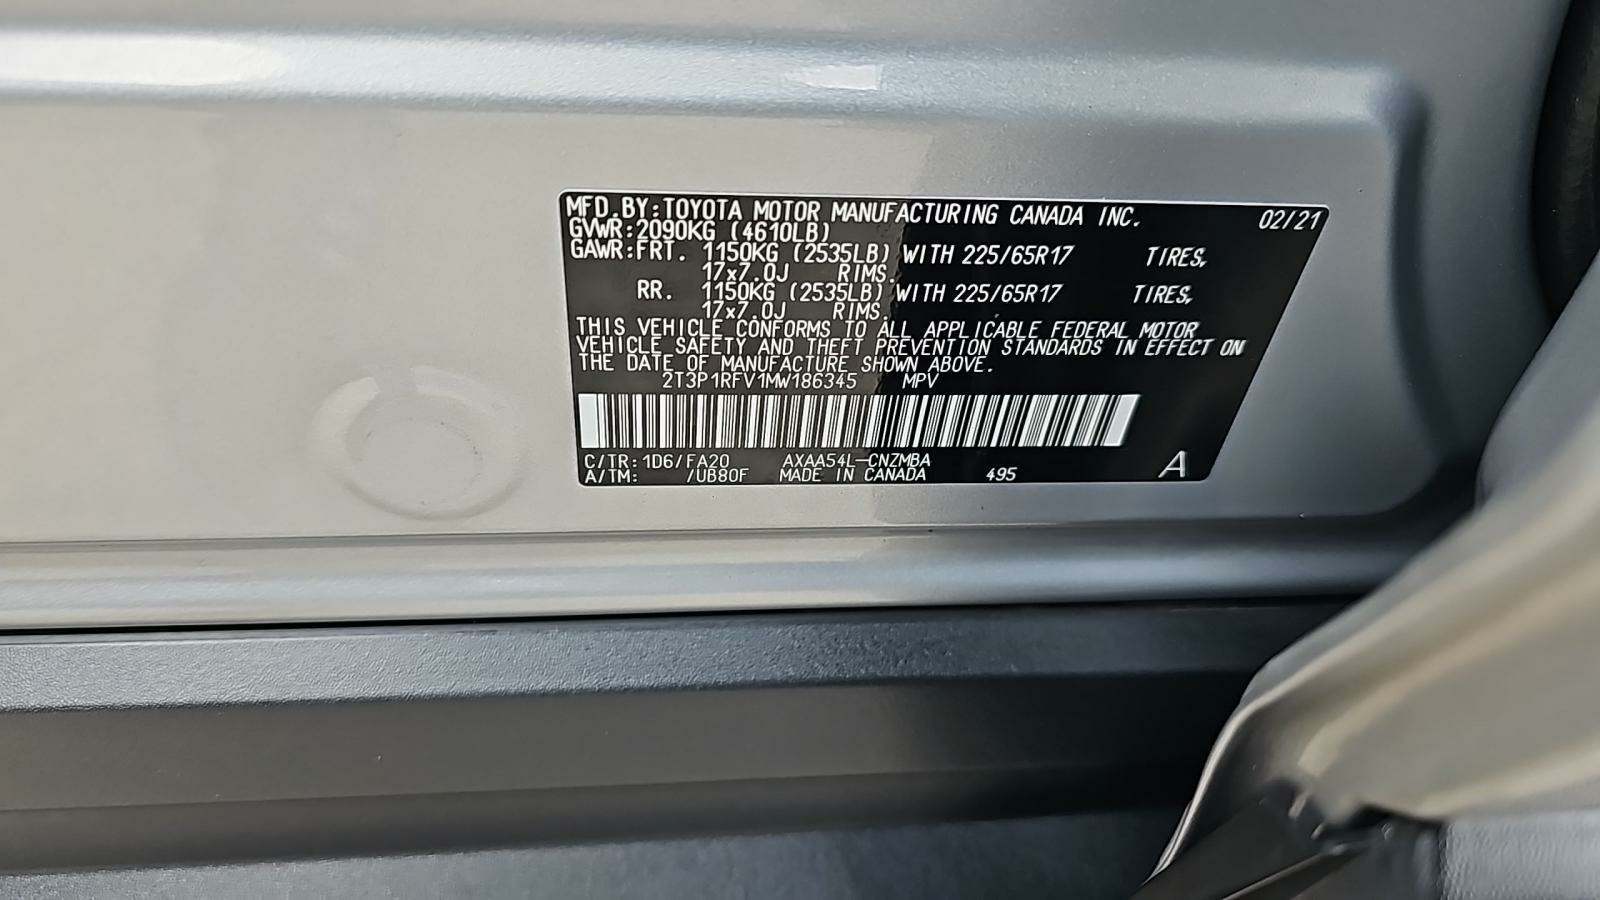 MFD.BY:TOYOTA MOTOR MANUFACTURING CANADA INC. 02/21
GVWR:2090KG (4610LB)
GAWR:FRT. 1150KG (2535LB) WITH 225/65R17 TIRES,
17x7.0J RIMS.
RR. 1150KG (2535LB) WITH 225/65R17 TIRES,
17x7.0J RIMS.
THIS VEHICLE CONFORMS TO ALL APPLICABLE FEDERAL MOTOR
VEHICLE SAFETY AND THEFT PREVENTION STANDARDS IN EFFECT ON
THE DATE OF MANUFACTURE SHOWN ABOVE.
2T3P1RFV1MW186345 MPV
C/TR:1D6/FA20 AXAA54L-CNZMBA
A/TM: /UB80F MADE IN CANADA 495 A